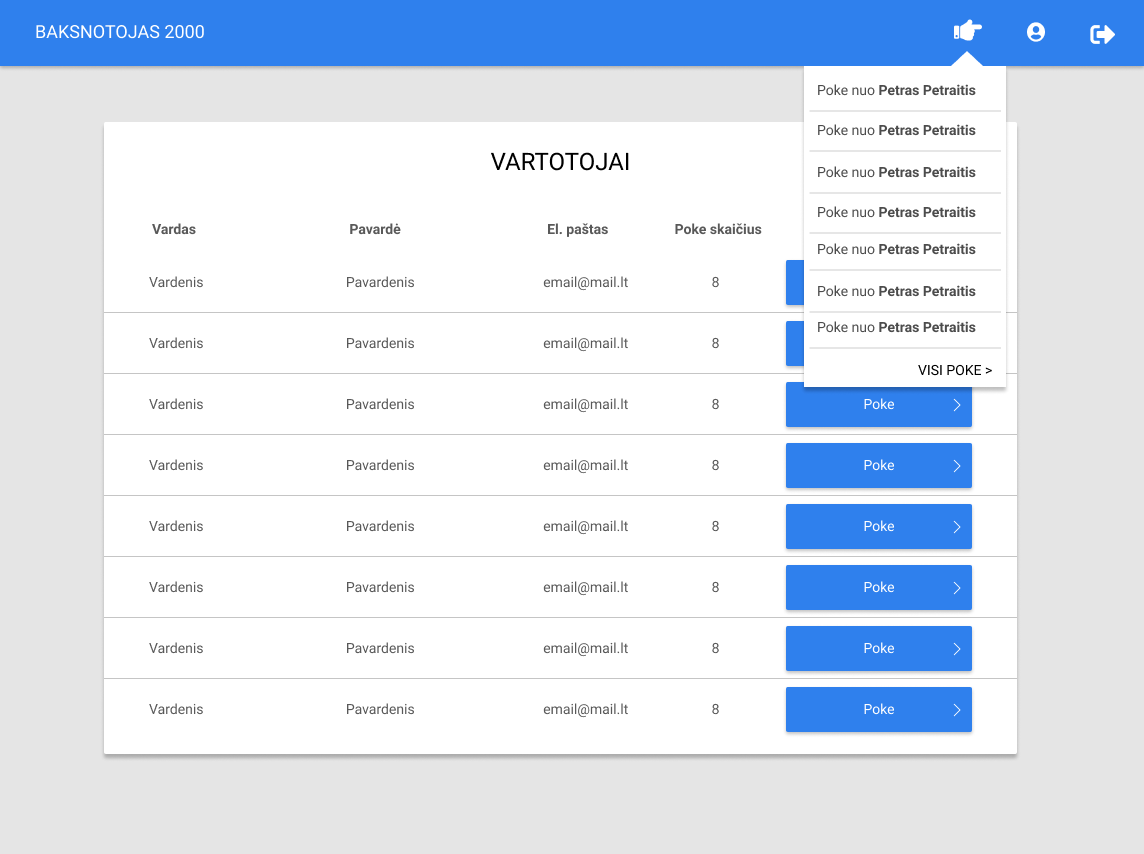 BAKSNOTOJAS 2000
Poke nuo Petras Petraitis
Poke nuo Petras Petraitis
Poke nuo Petras Petraitis
Poke nuo Petras Petraitis
Poke nuo Petras Petraitis
Poke nuo Petras Petraitis
Poke nuo Petras Petraitis
VISI POKE >
VARTOTOJAI
Vardas Pavardė El. paštas Poke skaičius
Vardenis Pavardenis email@mail.lt 8
Vardenis Pavardenis email@mail.lt 8
Vardenis Pavardenis email@mail.lt 8 Poke
Vardenis Pavardenis email@mail.lt 8 Poke
Vardenis Pavardenis email@mail.lt 8 Poke
Vardenis Pavardenis email@mail.lt 8 Poke
Vardenis Pavardenis email@mail.lt 8 Poke
Vardenis Pavardenis email@mail.lt 8 Poke